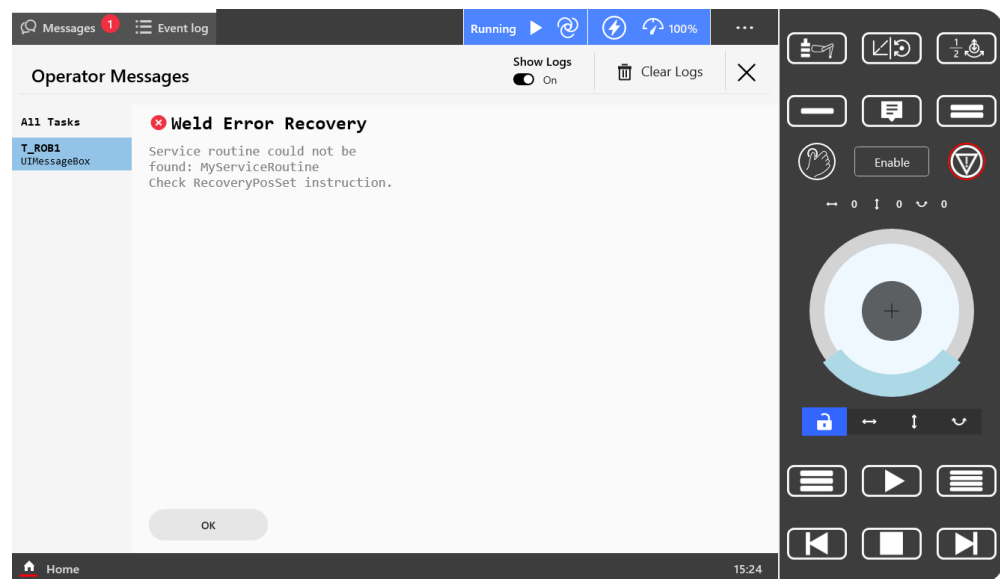 Messages 1 Event log Running 100% ...
Operator Messages Show Logs On Clear Logs
All Tasks
T_ROB1
UIMessageBox
Weld Error Recovery
Service routine could not be
found: MyServiceRoutine
Check RecoveryPosSet instruction.
OK
Home 15:24
1
2
Enable
0 0 0